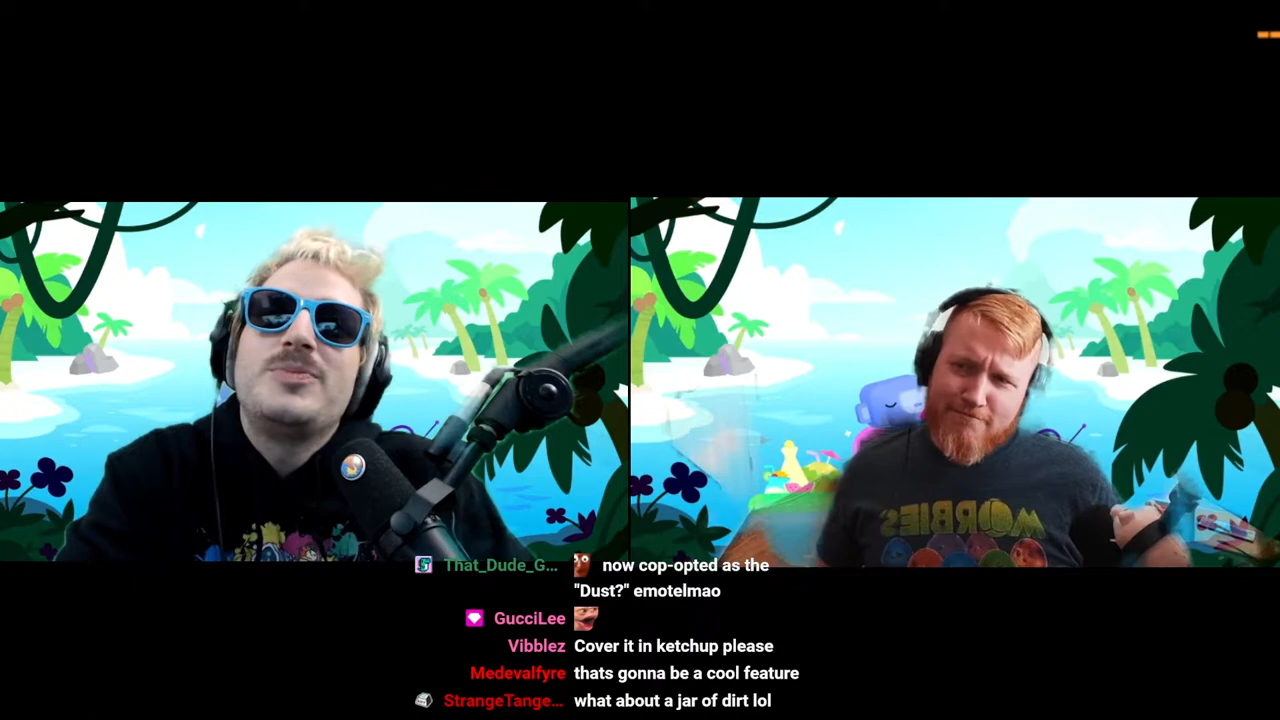 WORBIES
That_Dude_G... now cop-opted as the
"Dust?" emotelmao
GucciLee
Vibblez Cover it in ketchup please
Medevalfyre thats gonna be a cool feature
StrangeTange... what about a jar of dirt lol